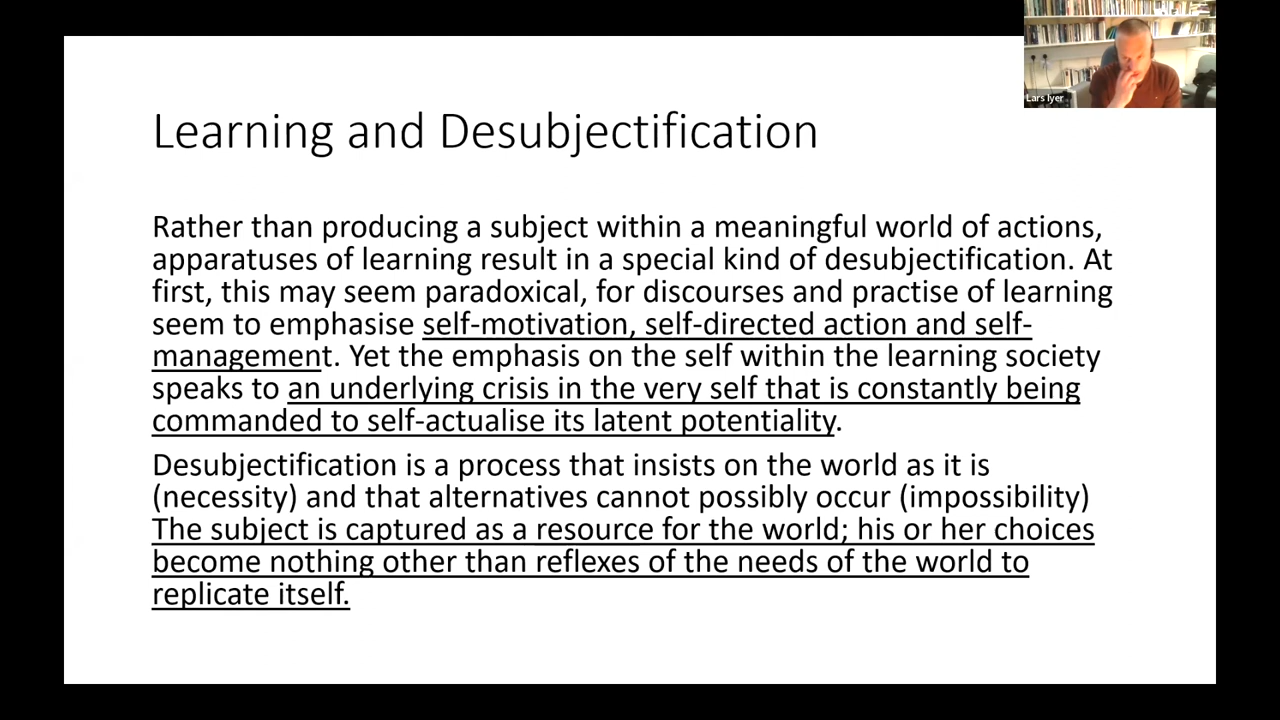 Lars Iyer
Learning and Desubjectification
Rather than producing a subject within a meaningful world of actions,
apparatuses of learning result in a special kind of desubjectification. At
first, this may seem paradoxical, for discourses and practise of learning
seem to emphasise self-motivation, self-directed action and self-
management. Yet the emphasis on the self within the learning society
speaks to an underlying crisis in the very self that is constantly being
commanded to self-actualise its latent potentiality.
Desubjectification is a process that insists on the world as it is
(necessity) and that alternatives cannot possibly occur (impossibility)
The subject is captured as a resource for the world; his or her choices
become nothing other than reflexes of the needs of the world to
replicate itself.